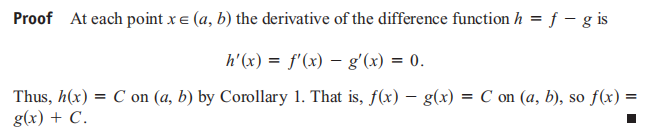 Proof At each point x ∈ (a, b) the derivative of the difference function h = f − g is
h′(x) = f′(x) − g′(x) = 0.
Thus, h(x) = C on (a, b) by Corollary 1. That is, f(x) − g(x) = C on (a, b), so f(x) =
g(x) + C. ■